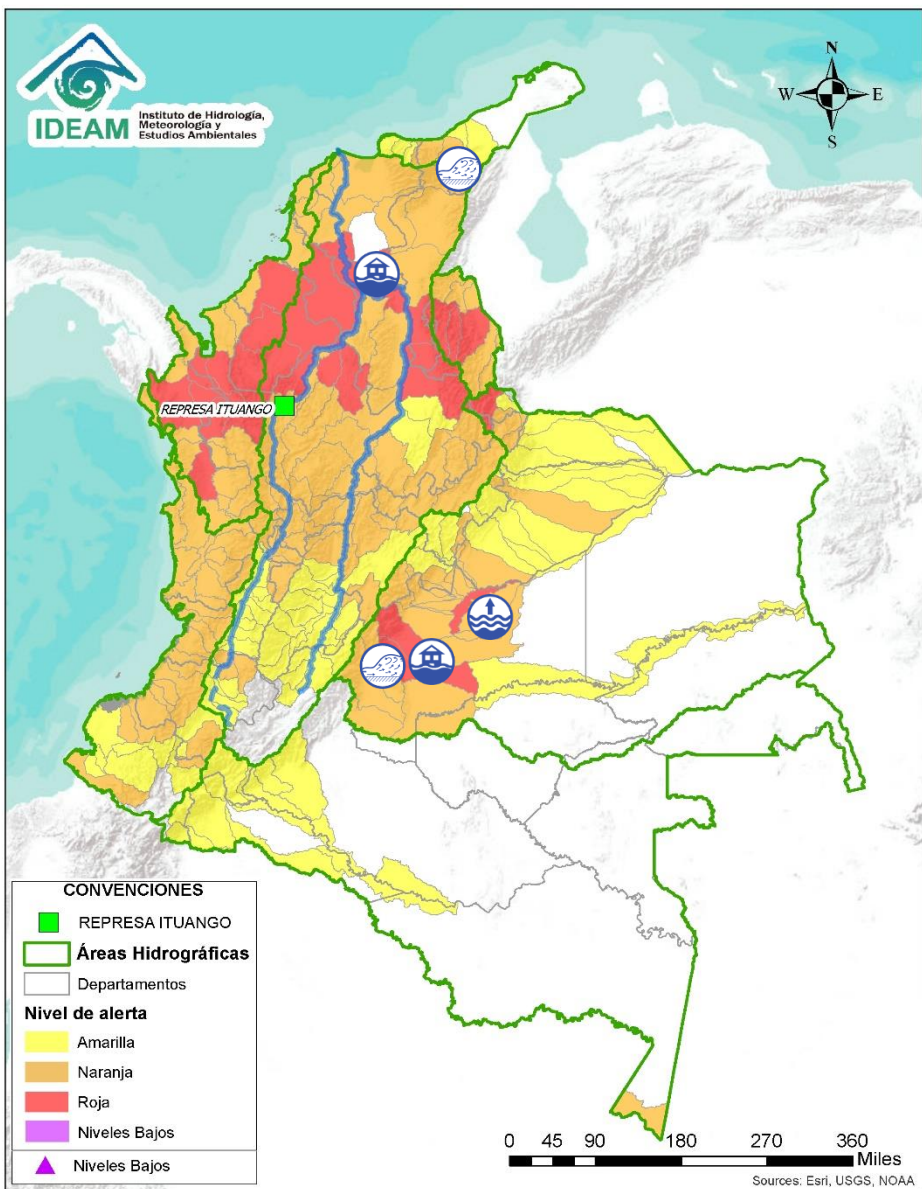 IDEAM
Instituto de Hidrología,
Meteorología y
Estudios Ambientales
N
W E
S
REPRESA ITUANGO
CONVENCIONES
REPRESA ITUANGO
Áreas Hidrográficas
Departamentos
Nivel de alerta
Amarilla
Naranja
Roja
Niveles Bajos
Niveles Bajos
0 45 90 180 270 360
Miles
Sources: Esri, USGS, NOAA